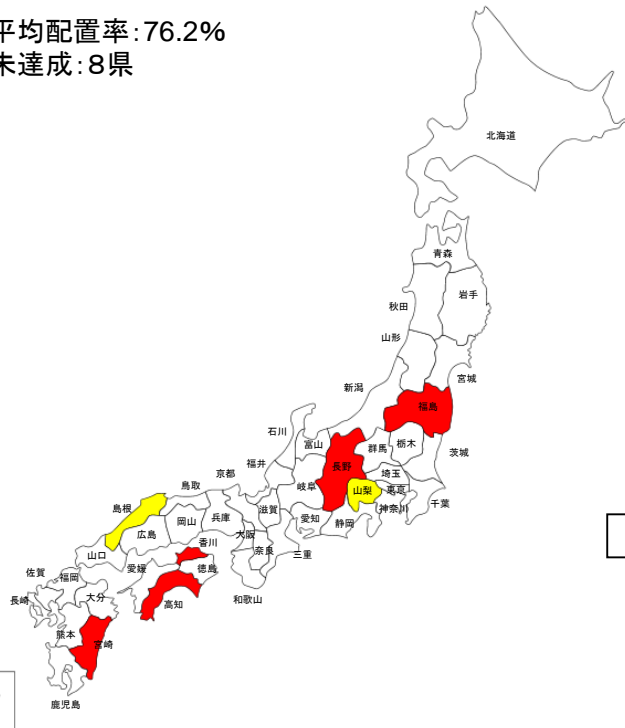 平均配置率:76.2%
未達成:8県
北海道
青森
岩手
秋田
山形
宮城
新潟
福島
石川
富山
群馬
栃木
茨城
福井
長野
埼玉
京都
岐阜
山梨
東京
千葉
鳥取
滋賀
神奈川
島根
岡山
兵庫
愛知
静岡
広島
大阪
奈良
三重
香川
山口
愛媛
徳島
和歌山
佐賀
福岡
高知
長崎
大分
熊本
宮崎
鹿児島